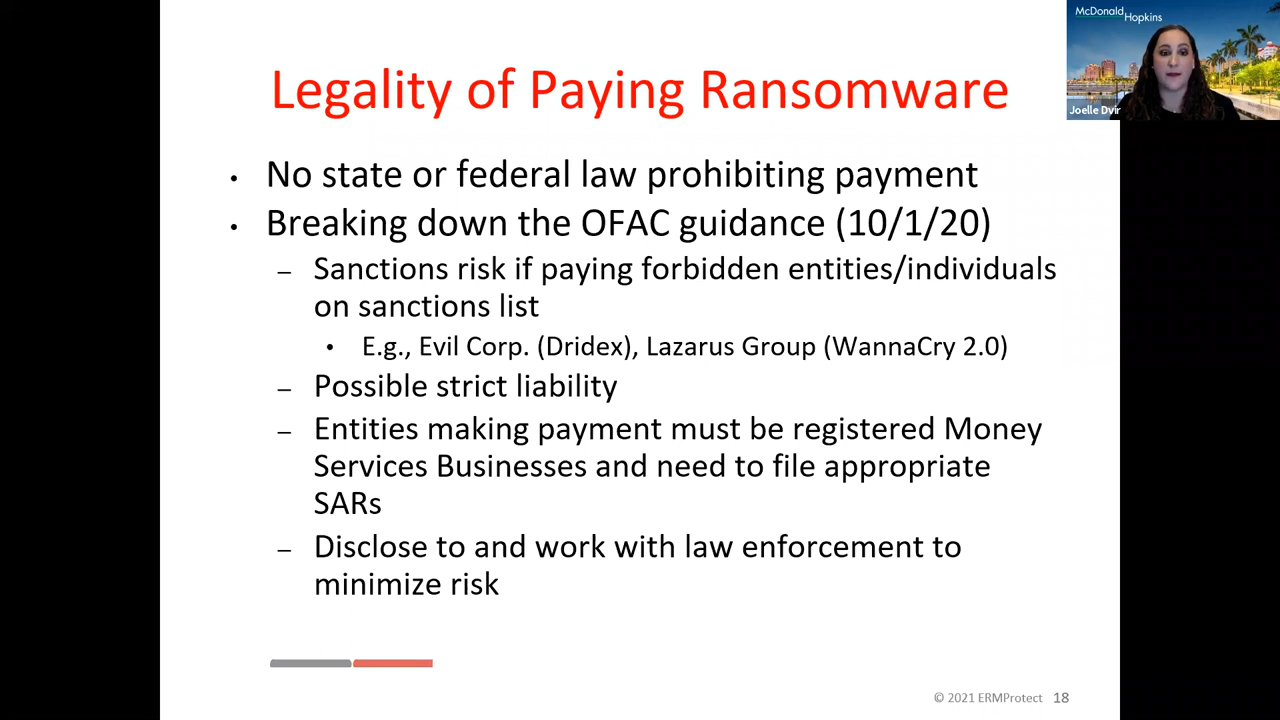 McDonald
Hopkins
Joelle Dvir
Legality of Paying Ransomware
• No state or federal law prohibiting payment
• Breaking down the OFAC guidance (10/1/20)
– Sanctions risk if paying forbidden entities/individuals
on sanctions list
• E.g., Evil Corp. (Dridex), Lazarus Group (WannaCry 2.0)
– Possible strict liability
– Entities making payment must be registered Money
Services Businesses and need to file appropriate
SARs
– Disclose to and work with law enforcement to
minimize risk
© 2021 ERMProtect 18